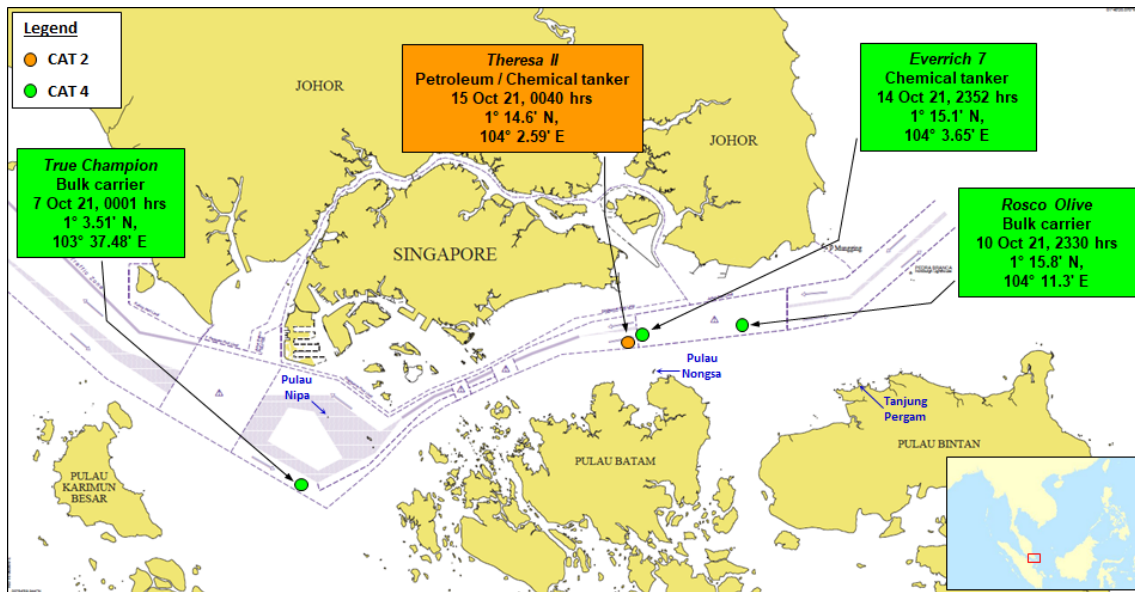 Legend
CAT 2
CAT 4
Theresa II
Petroleum / Chemical tanker
15 Oct 21, 0040 hrs
1° 14.6' N,
104° 2.59' E
Everrich 7
Chemical tanker
14 Oct 21, 2352 hrs
1° 15.1' N,
104° 3.65' E
True Champion
Bulk carrier
7 Oct 21, 0001 hrs
1° 3.51' N,
103° 37.48' E
Rosco Olive
Bulk carrier
10 Oct 21, 2330 hrs
1° 15.8' N,
104° 11.3' E
JOHOR
JOHOR
SINGAPORE
Pulau
Nipa
Pulau
Nongsa
Tanjung
Pergam
PULAU BATAM
PULAU BINTAN
PULAU
KARIMUN
BESAR